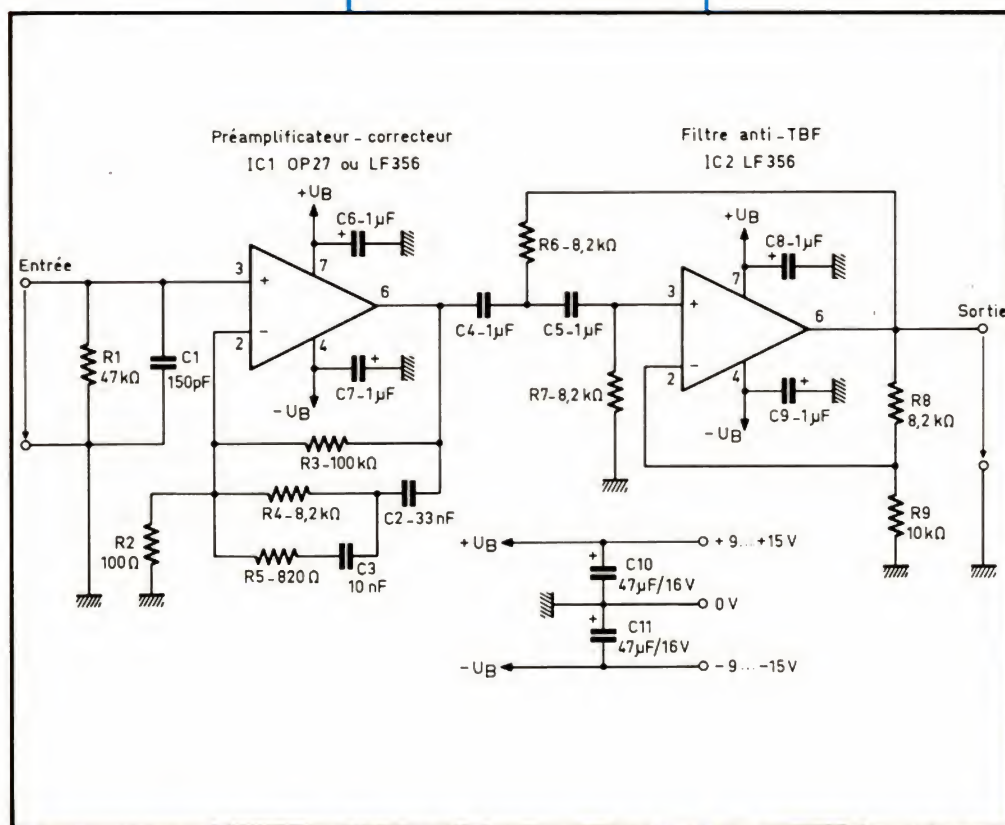 Préamplificateur-correcteur
IC1 OP27 ou LF356
Filtre anti-TBF
IC2 LF356
+UB
C6-1µF
+
7
Entrée
3
+
6
-
2
4
R1
47kΩ
C1
150pF
C7-1µF
+
-UB
R3-100kΩ
R4-8,2kΩ
C2-33nF
R2
100Ω
R5-820Ω
C3
10nF
R6-8,2kΩ
C4-1µF
C5-1µF
+UB
C8-1µF
+
7
3
+
6
Sortie
-
2
4
R7-8,2kΩ
C9-1µF
+
-UB
R8
8,2kΩ
R9
10kΩ
+UB
+9...+15V
+
C10
47µF/16V
0V
+
C11
47µF/16V
-UB
-9...-15V